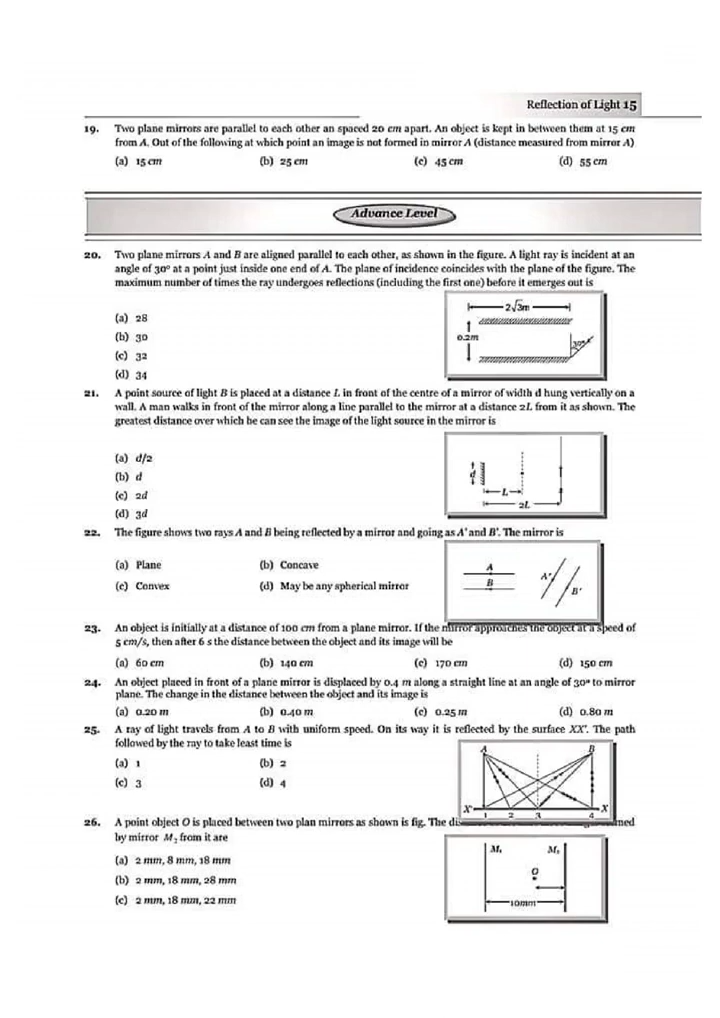 Reflection of Light 15
19. Two plane mirrors are parallel to each other an spaced 20 cm apart. An object is kept in between them at 15 cm
from A. Out of the following at which point an image is not formed in mirror A (distance measured from mirror A)
(a) 15 cm (b) 25 cm (c) 45 cm (d) 55 cm
Advance Level
20. Two plane mirrors A and B are aligned parallel to each other, as shown in the figure. A light ray is incident at an
angle of 30° at a point just inside one end of A. The plane of incidence coincides with the plane of the figure. The
maximum number of times the ray undergoes reflections (including the first one) before it emerges out is
(a) 28
(b) 30
(c) 32
(d) 34
2√3m
0.2m
30°
21. A point source of light B is placed at a distance L in front of the centre of a mirror of width d hung vertically on a
wall. A man walks in front of the mirror along a line parallel to the mirror at a distance 2L from it as shown. The
greatest distance over which be can see the image of the light source in the mirror is
(a) d/2
(b) d
(c) 2d
(d) 3d
d
L
2L
22. The figure shows two rays A and B being reflected by a mirror and going as A' and B'. The mirror is
(a) Plane (b) Concave
(c) Convex (d) May be any spherical mirror
A
B
A'
B'
23. An object is initially at a distance of 100 cm from a plane mirror. If the mirror approaches the object at a speed of
5 cm/s, then after 6 s the distance between the object and its image will be
(a) 60 cm (b) 140 cm (c) 170 cm (d) 150 cm
24. An object placed in front of a plane mirror is displaced by 0.4 m along a straight line at an angle of 30° to mirror
plane. The change in the distance between the object and its image is
(a) 0.20 m (b) 0.40 m (c) 0.25 m (d) 0.80 m
25. A ray of light travels from A to B with uniform speed. On its way it is reflected by the surface XX'. The path
followed by the ray to take least time is
(a) 1 (b) 2
(c) 3 (d) 4
A B
X' X
1 2 3 4
26. A point object O is placed between two plan mirrors as shown is fig. The
by mirror M₂ from it are
(a) 2 mm, 8 mm, 18 mm
(b) 2 mm, 18 mm, 28 mm
(c) 2 mm, 18 mm, 22 mm
O
10mm